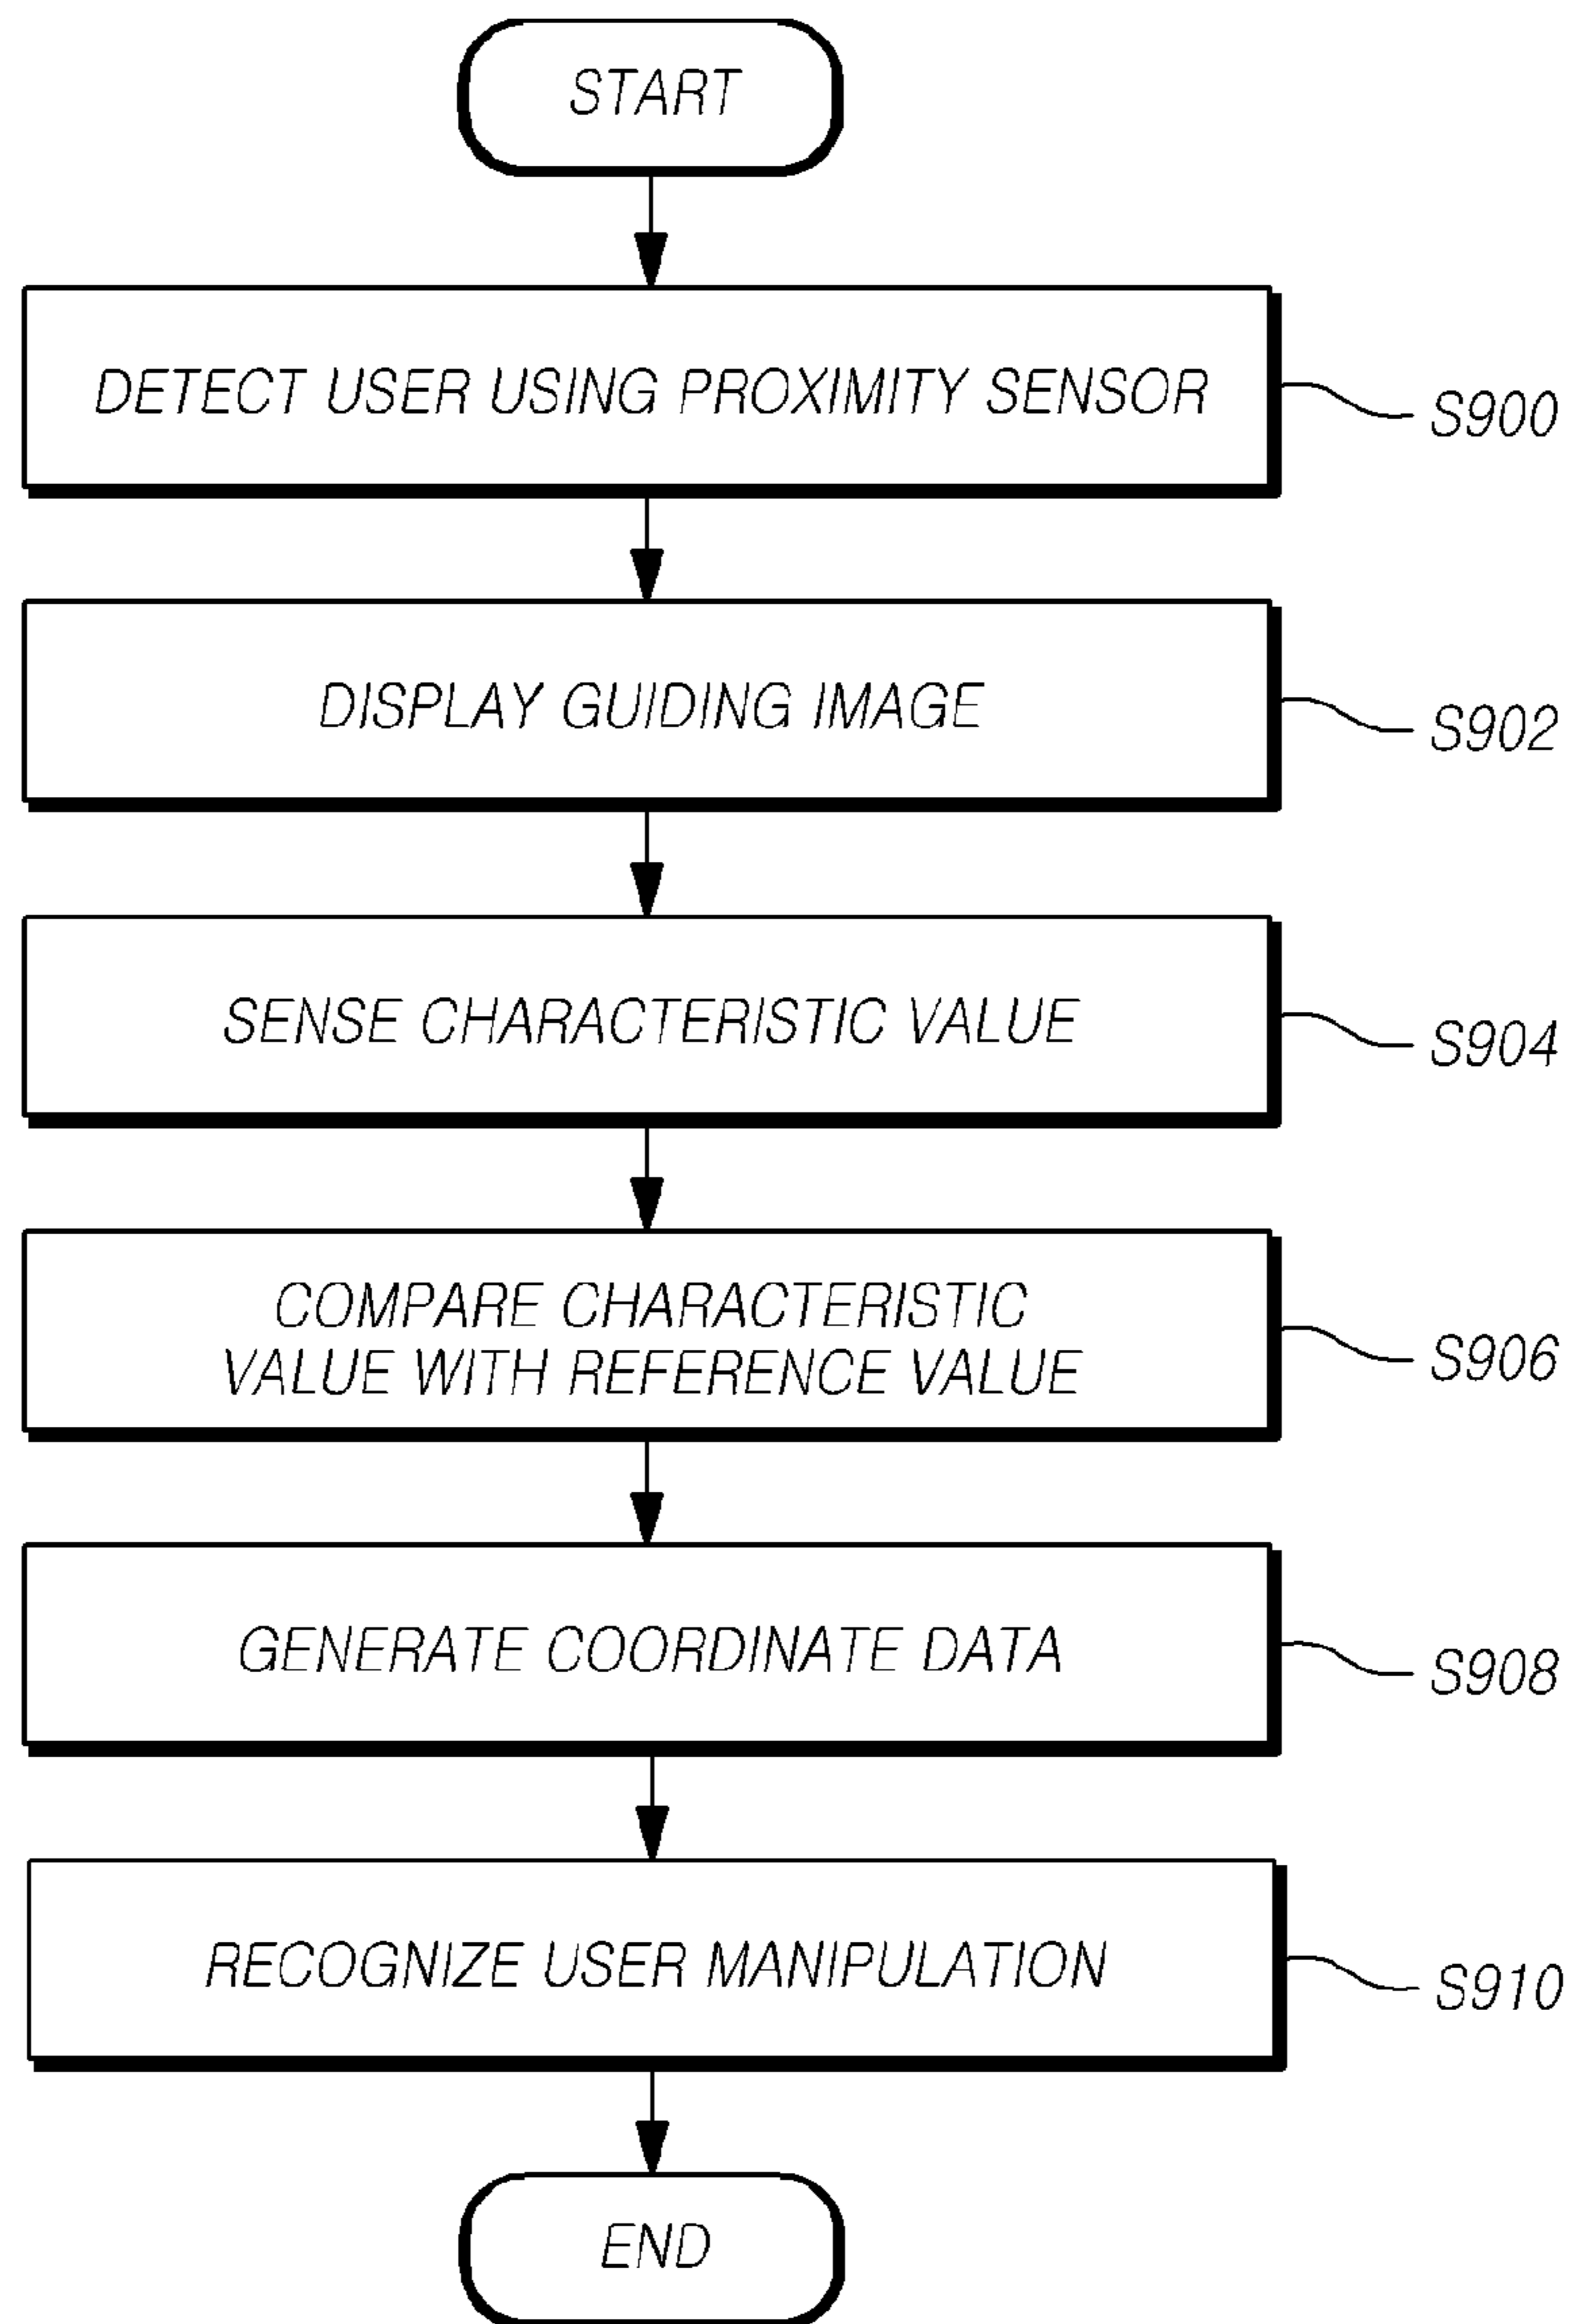 START
DETECT USER USING PROXIMITY SENSOR
S900
DISPLAY GUIDING IMAGE
S902
SENSE CHARACTERISTIC VALUE
S904
COMPARE CHARACTERISTIC
VALUE WITH REFERENCE VALUE
S906
GENERATE COORDINATE DATA
S908
RECOGNIZE USER MANIPULATION
S910
END